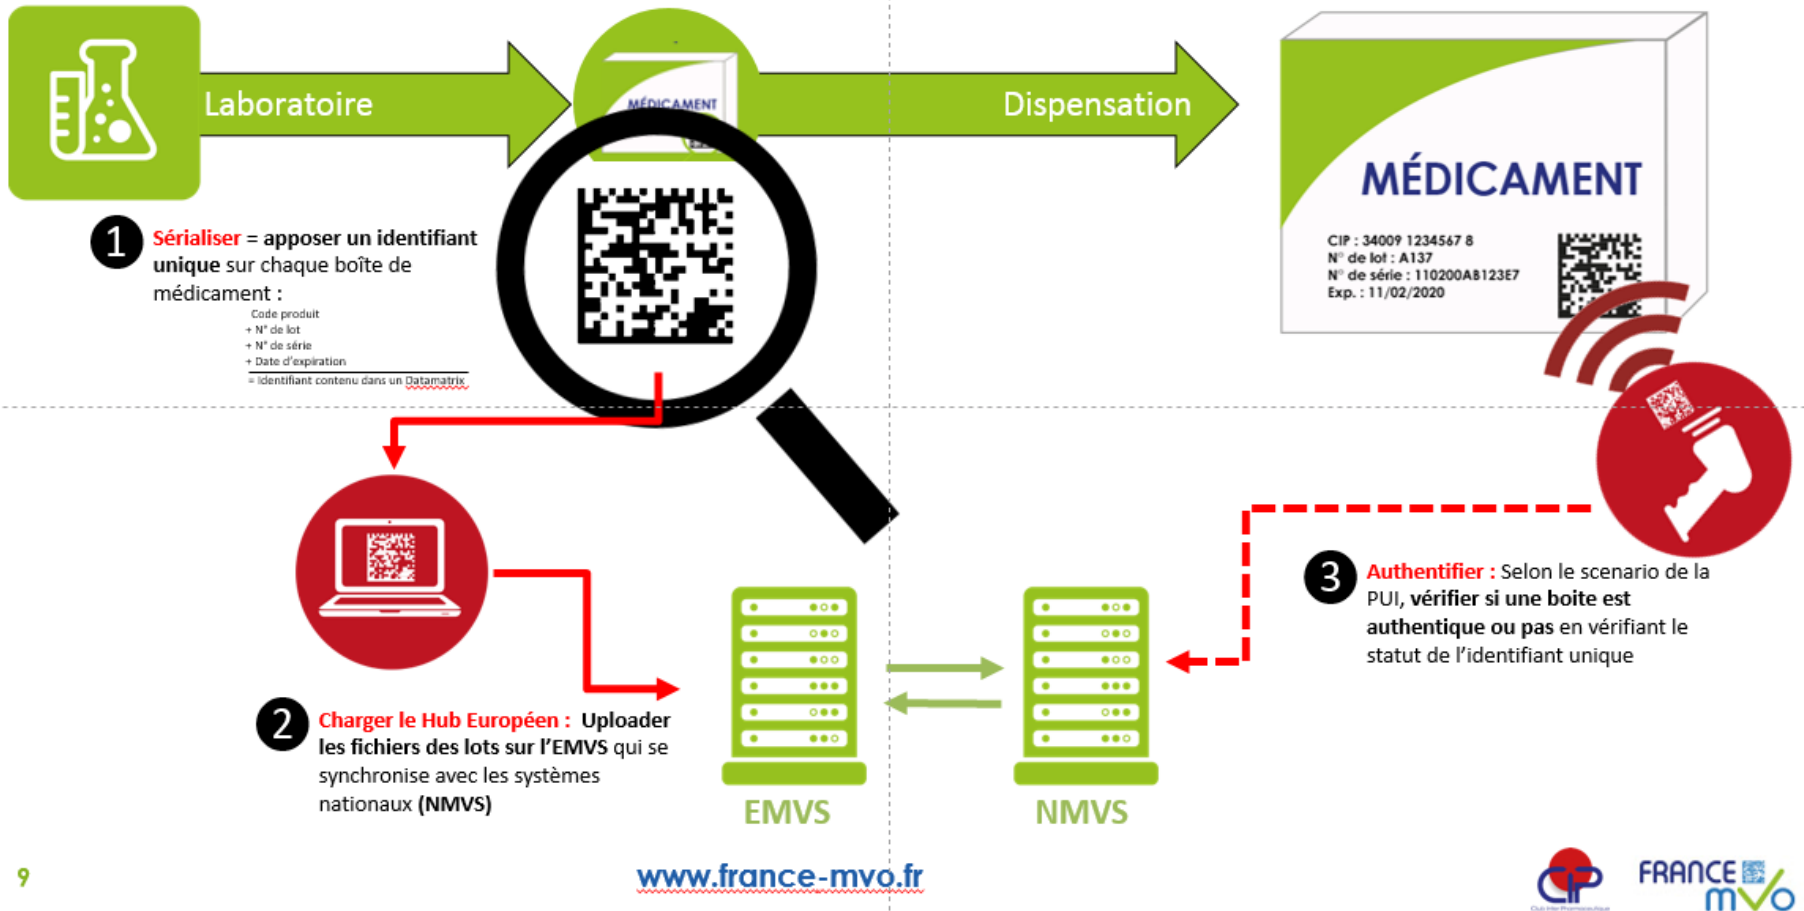 Laboratoire
MÉDICAMENT
Dispensation
MÉDICAMENT
CIP : 34009 1234567 8
N° de lot : A137
N° de série : 110200AB123E7
Exp. : 11/02/2020
1
Sérialiser = apposer un identifiant
unique sur chaque boîte de
médicament :
Code produit
+ N° de lot
+ N° de série
+ Date d'expiration
= Identifiant contenu dans un Datamatrix
2
Charger le Hub Européen : Uploader
les fichiers des lots sur l'EMVS qui se
synchronise avec les systèmes
nationaux (NMVS)
EMVS
NMVS
3
Authentifier : Selon le scenario de la
PUI, vérifier si une boite est
authentique ou pas en vérifiant le
statut de l'identifiant unique
9
www.france-mvo.fr
CIP
Club Inter Pharmaceutique
FRANCE
mvo